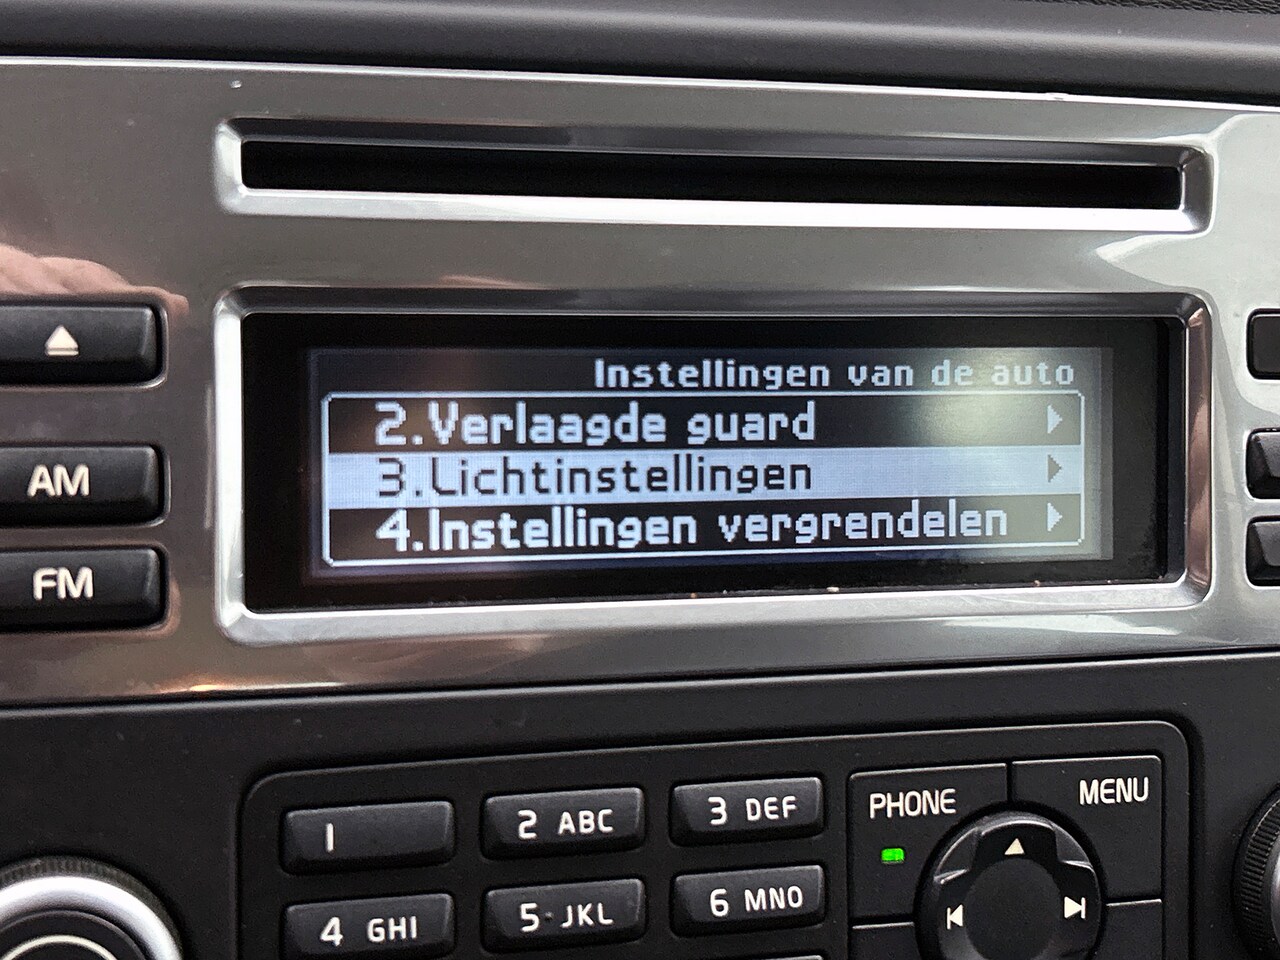 Instellingen van de auto
2.Verlaagde guard
3.Lichtinstellingen
4.Instellingen vergrendelen
AM
FM
PHONE
MENU
1
2 ABC
3 DEF
4 GHI
5 JKL
6 MNO